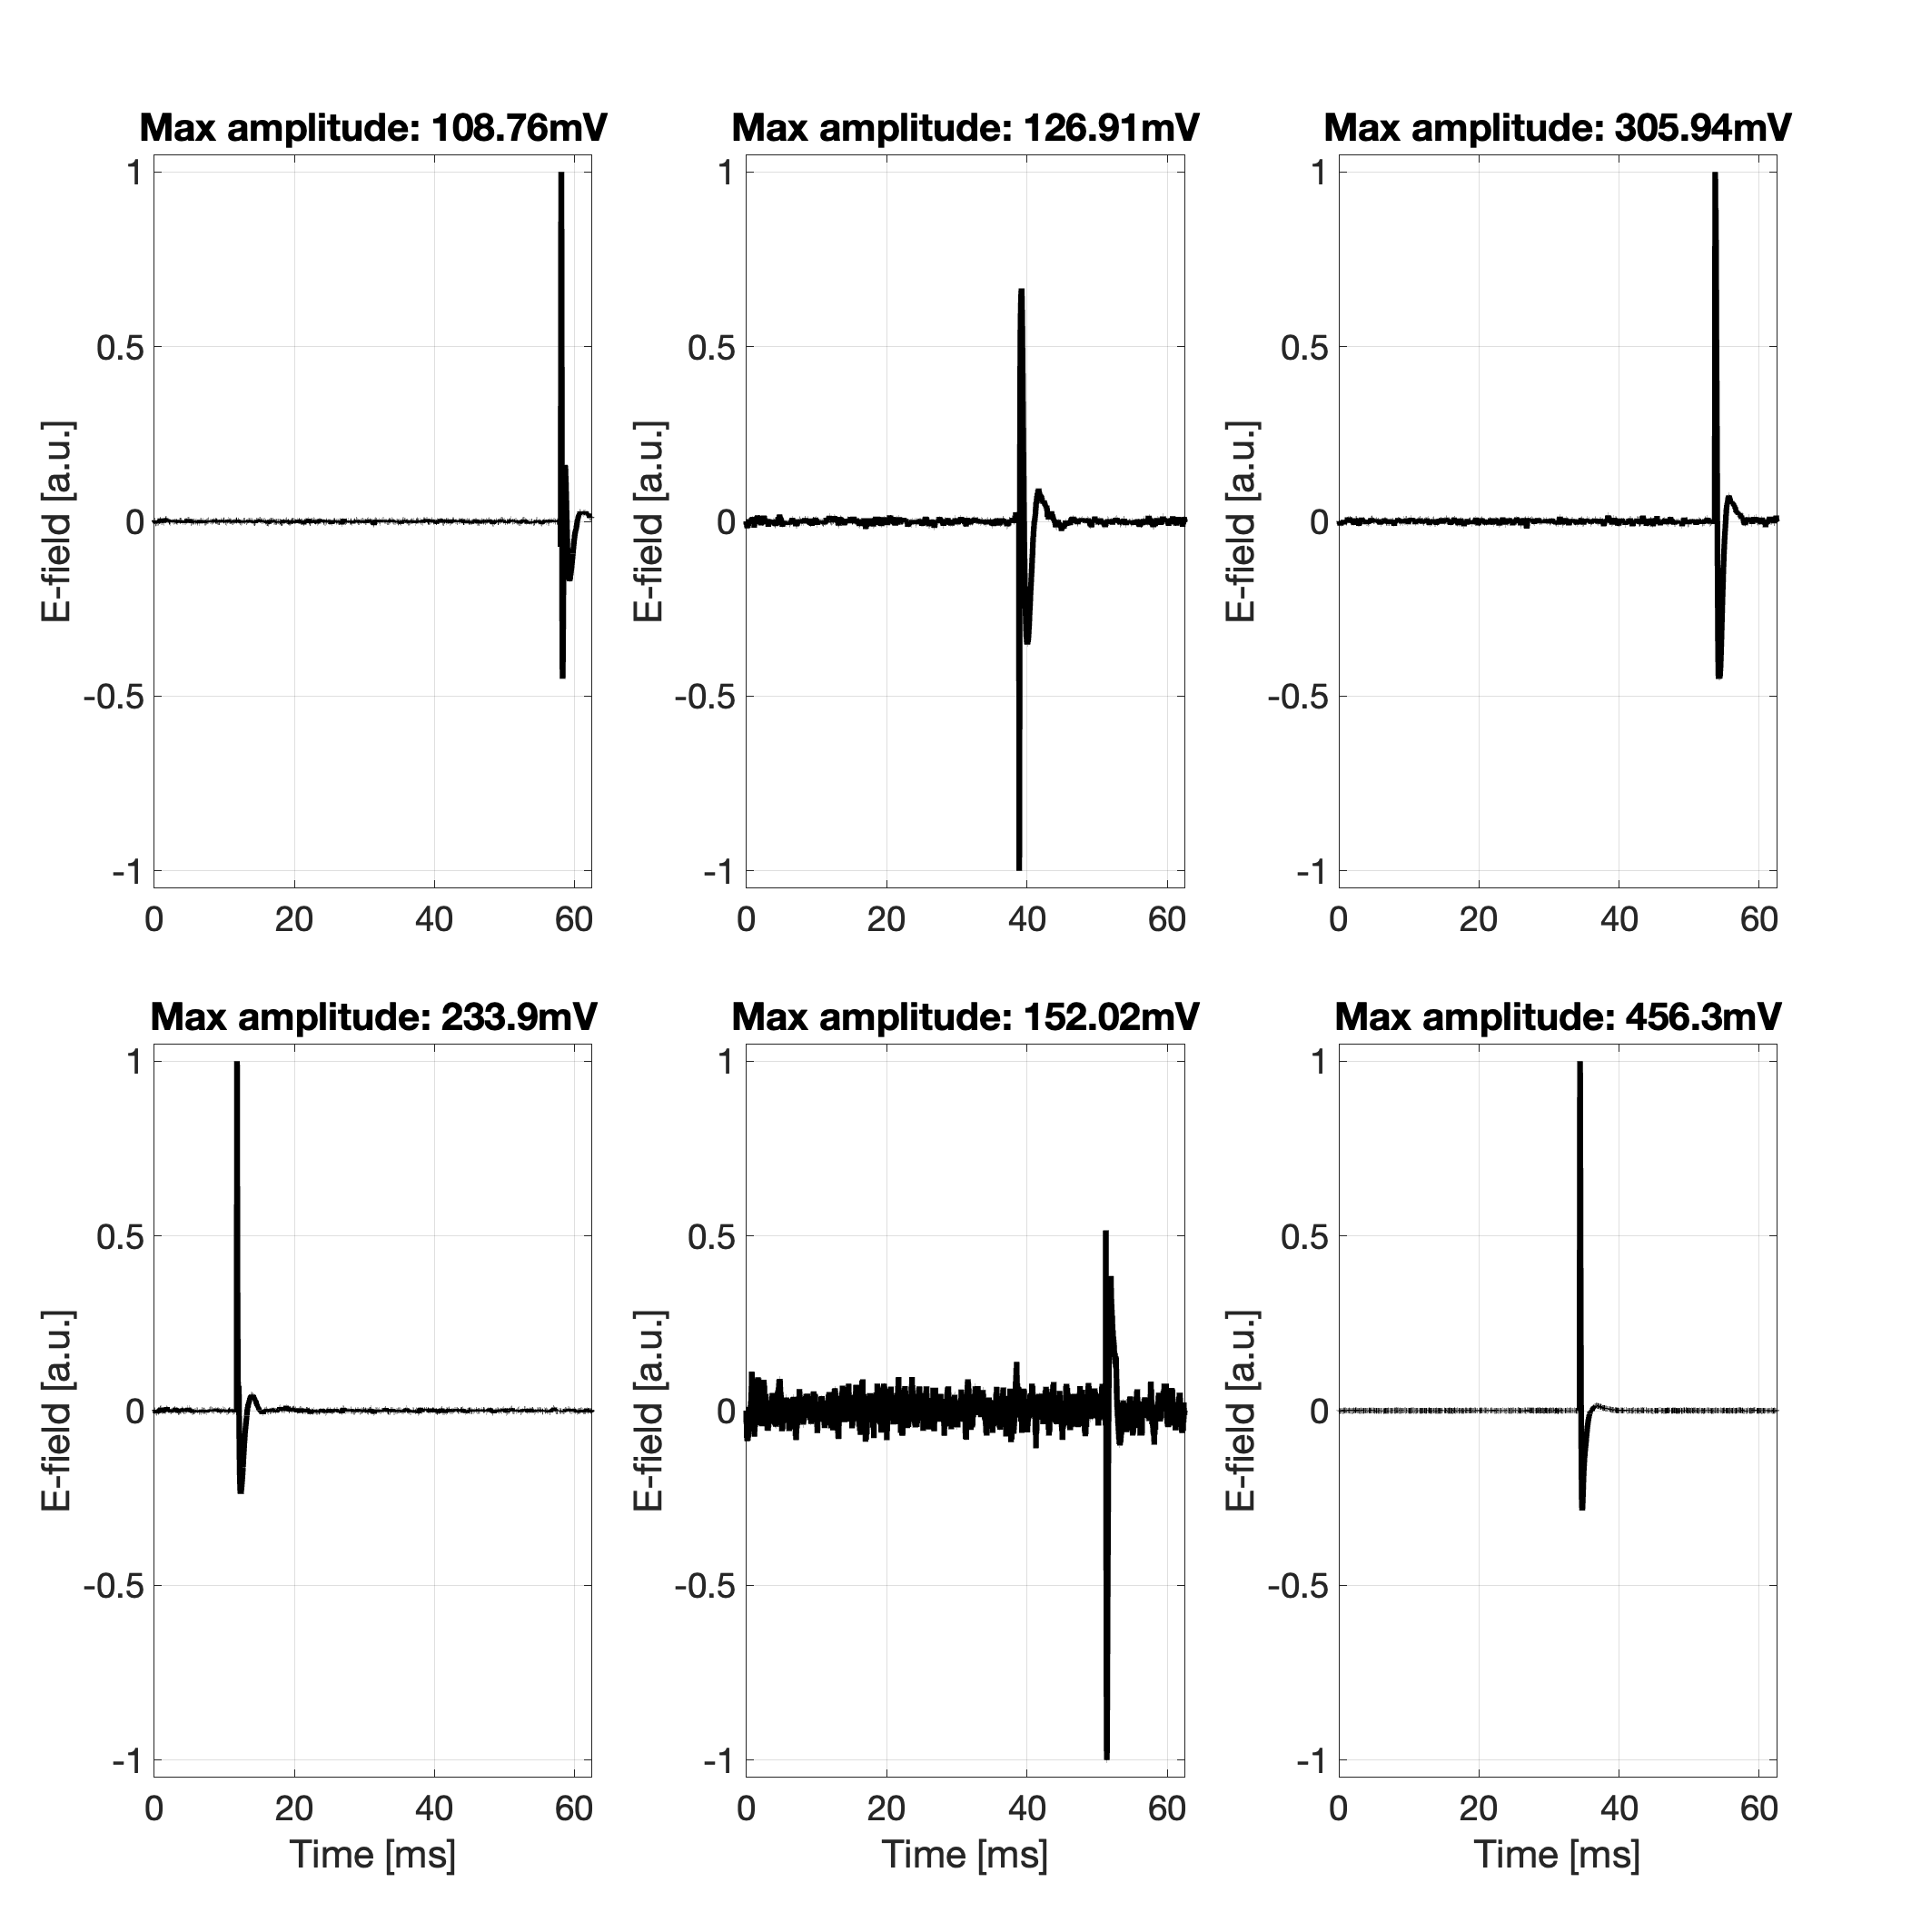 Max amplitude: 108.76mV
1
0.5
0
-0.5
-1
E-field [a.u.]
0 20 40 60
Max amplitude: 126.91mV
1
0.5
0
-0.5
-1
E-field [a.u.]
0 20 40 60
Max amplitude: 305.94mV
1
0.5
0
-0.5
-1
E-field [a.u.]
0 20 40 60
Max amplitude: 233.9mV
1
0.5
0
-0.5
-1
E-field [a.u.]
0 20 40 60
Time [ms]
Max amplitude: 152.02mV
1
0.5
0
-0.5
-1
E-field [a.u.]
0 20 40 60
Time [ms]
Max amplitude: 456.3mV
1
0.5
0
-0.5
-1
E-field [a.u.]
0 20 40 60
Time [ms]